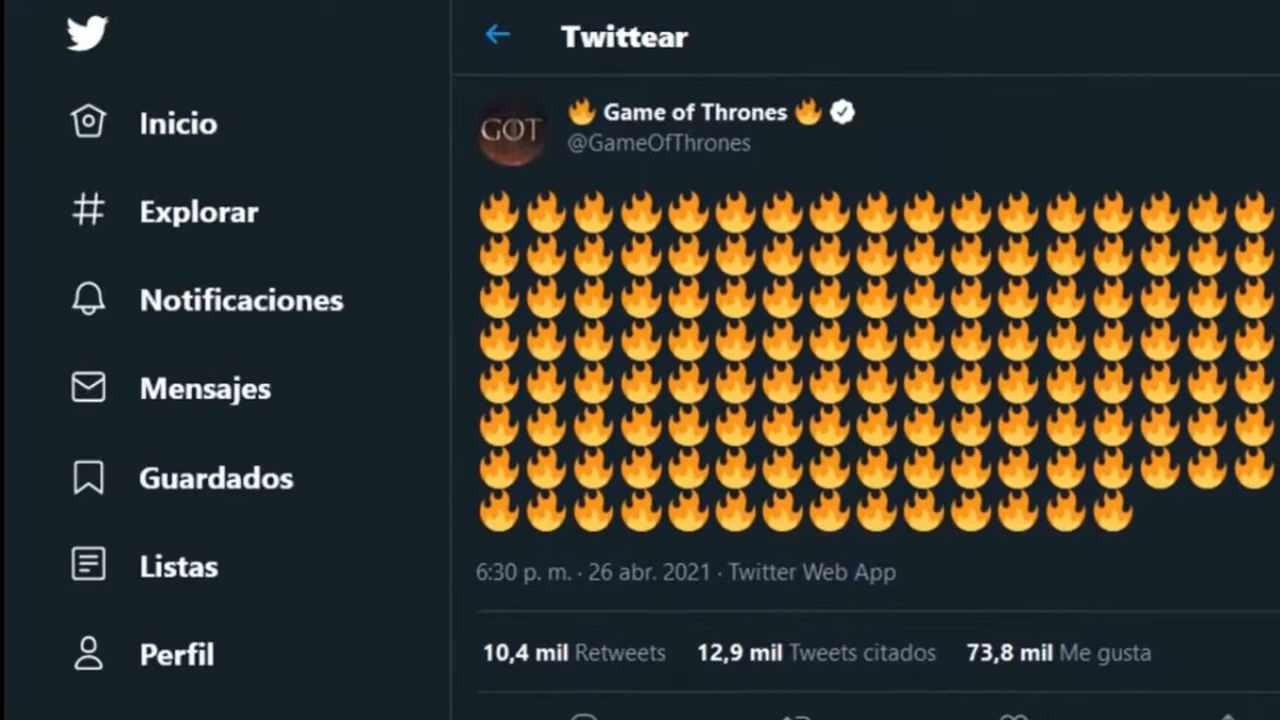 Twittear
Inicio
Explorar
Notificaciones
Mensajes
Guardados
Listas
Perfil
GOT
🔥 Game of Thrones 🔥
@GameOfThrones
🔥🔥🔥🔥🔥🔥🔥🔥🔥🔥🔥🔥🔥🔥🔥🔥🔥
🔥🔥🔥🔥🔥🔥🔥🔥🔥🔥🔥🔥🔥🔥🔥🔥🔥
🔥🔥🔥🔥🔥🔥🔥🔥🔥🔥🔥🔥🔥🔥🔥🔥🔥
🔥🔥🔥🔥🔥🔥🔥🔥🔥🔥🔥🔥🔥🔥🔥🔥🔥
🔥🔥🔥🔥🔥🔥🔥🔥🔥🔥🔥🔥🔥🔥🔥🔥🔥
🔥🔥🔥🔥🔥🔥🔥🔥🔥🔥🔥🔥🔥🔥🔥🔥🔥
🔥🔥🔥🔥🔥🔥🔥🔥🔥🔥🔥🔥🔥🔥🔥🔥🔥
🔥🔥🔥🔥🔥🔥🔥🔥🔥🔥🔥🔥🔥🔥
6:30 p. m. · 26 abr. 2021 · Twitter Web App
10,4 mil Retweets 12,9 mil Tweets citados 73,8 mil Me gusta